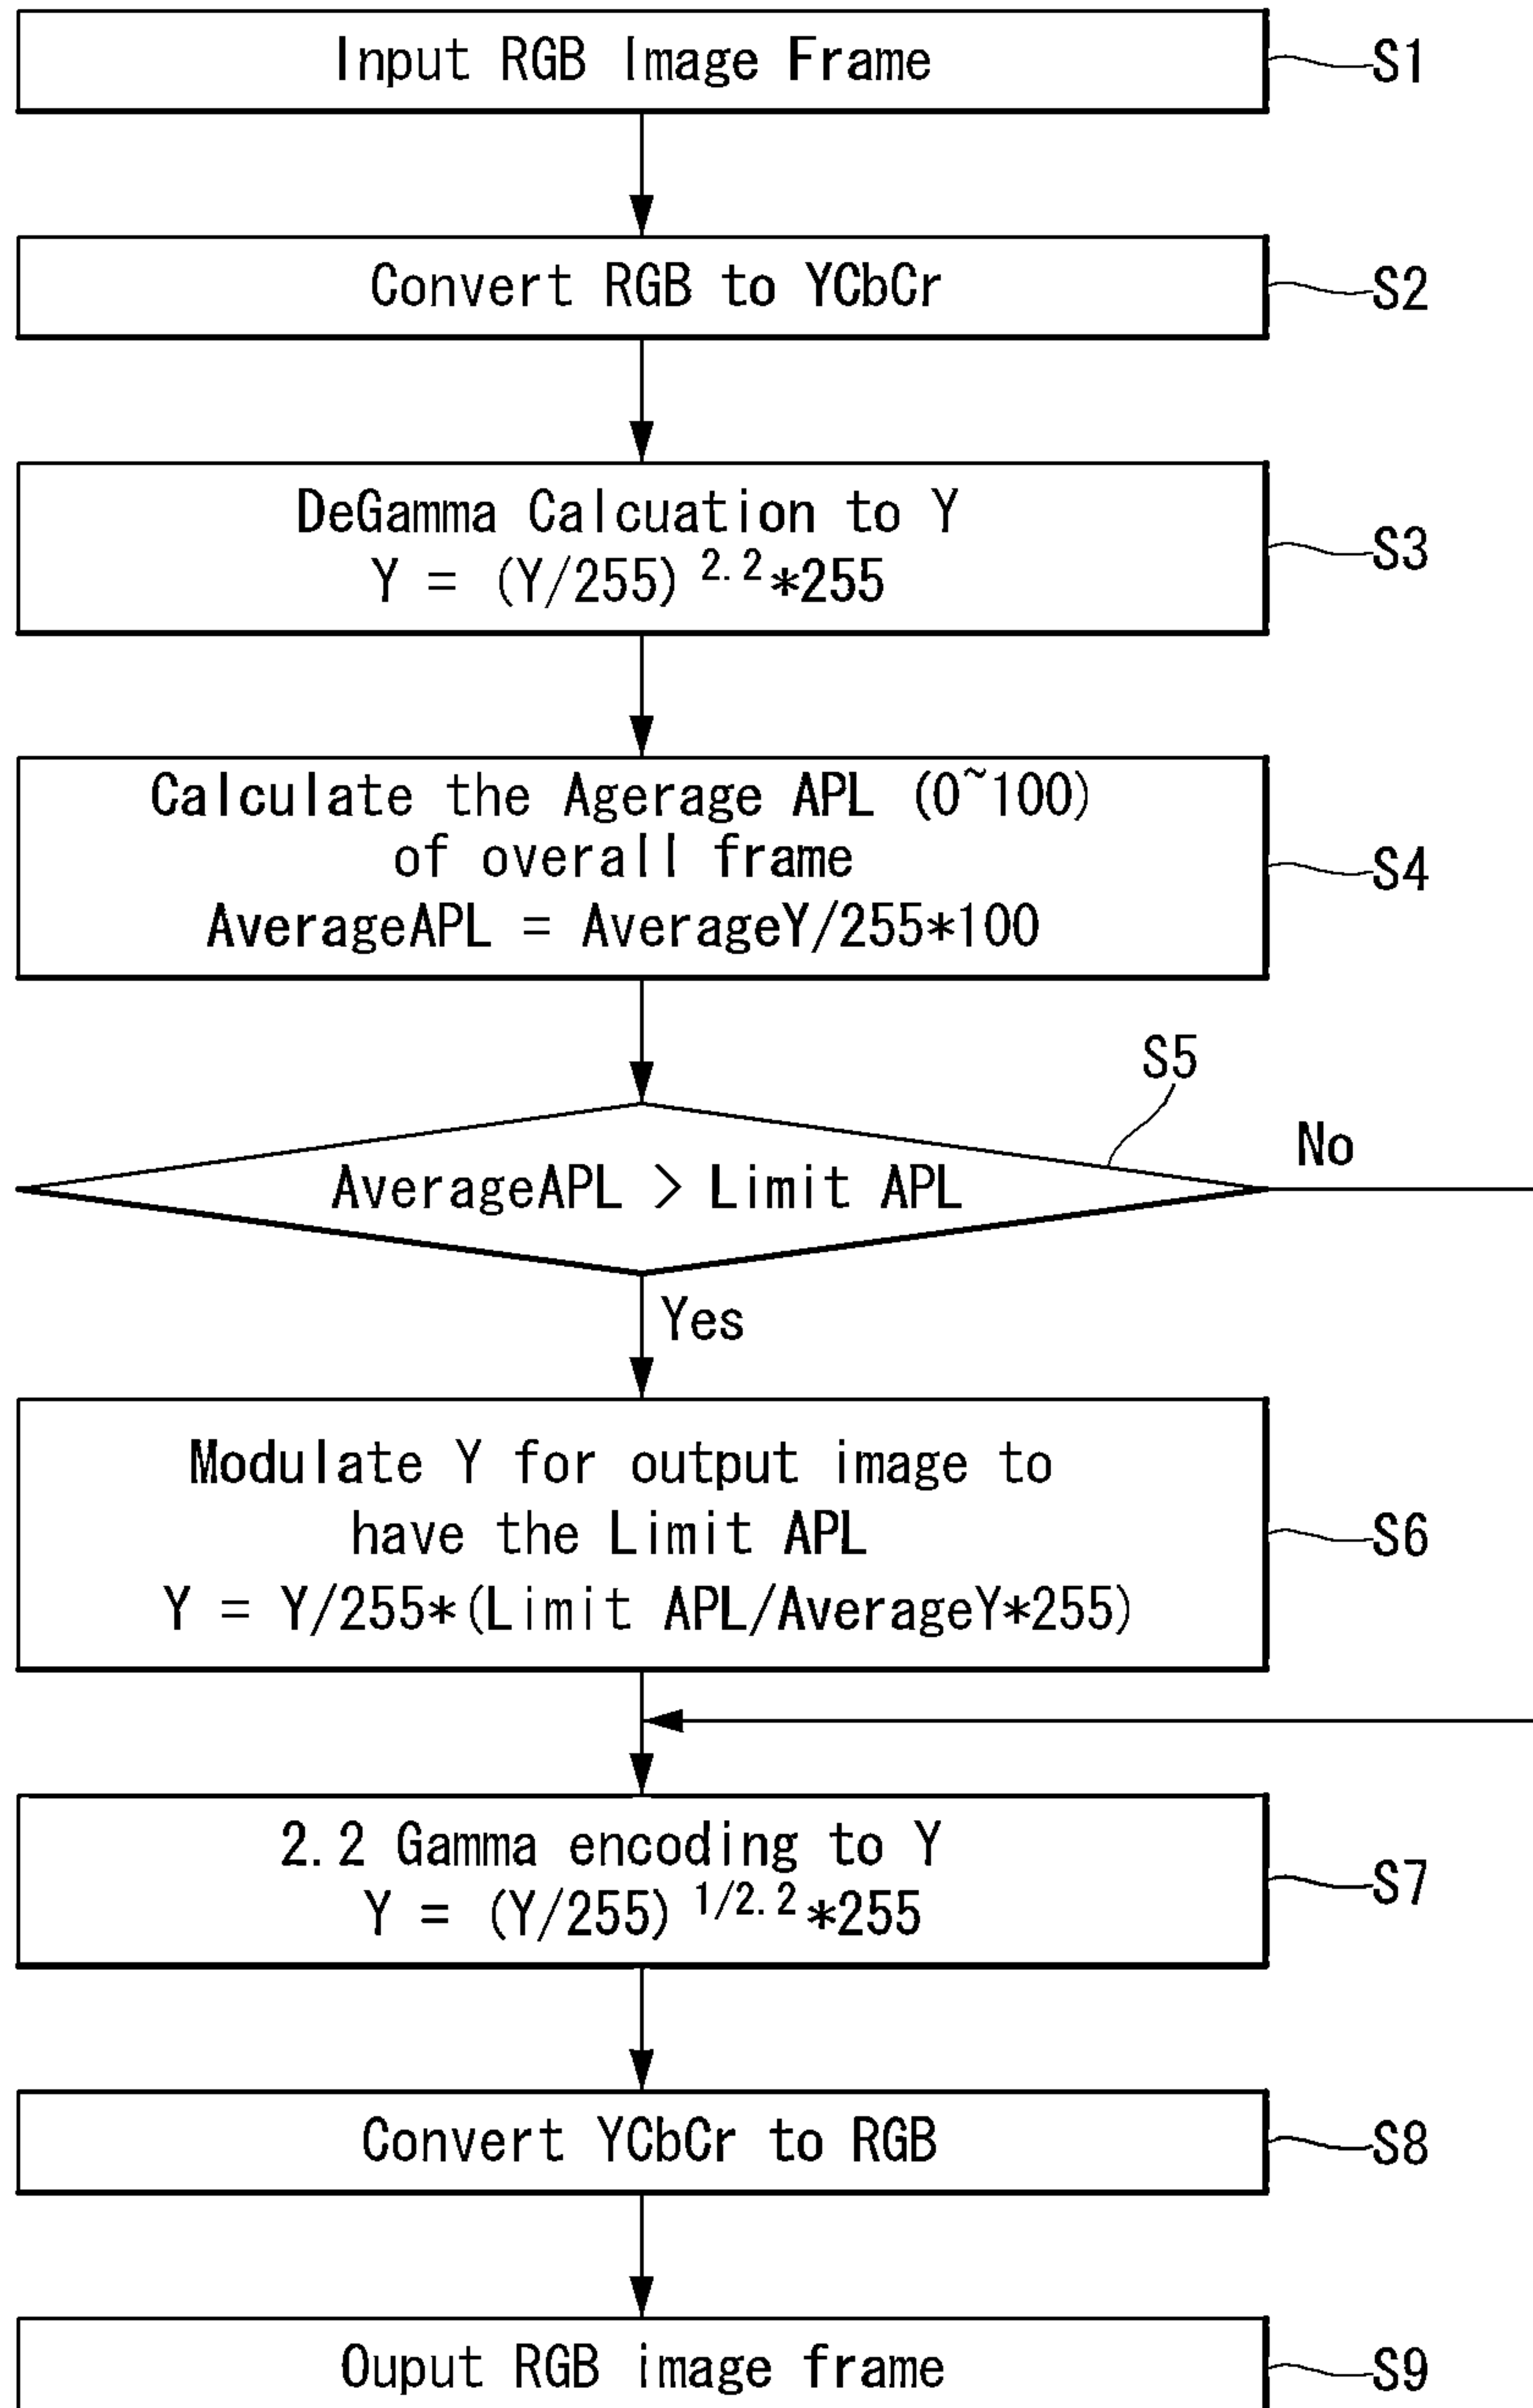 Input RGB Image Frame
S1
Convert RGB to YCbCr
S2
DeGamma Calcuation to Y
Y = (Y/255) 2.2*255
S3
Calculate the Agerage APL (0~100)
of overall frame
AverageAPL = AverageY/255*100
S4
S5
AverageAPL > Limit APL
No
Yes
Modulate Y for output image to
have the Limit APL
Y = Y/255*(Limit APL/AverageY*255)
S6
2.2 Gamma encoding to Y
Y = (Y/255) 1/2.2*255
S7
Convert YCbCr to RGB
S8
Ouput RGB image frame
S9